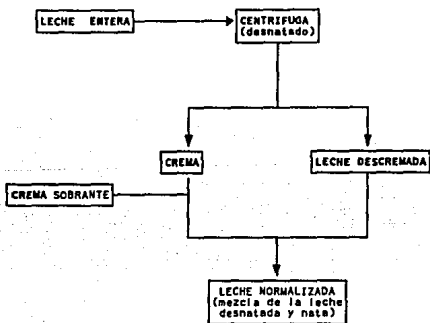 LECHE ENTERA
CENTRIFUGA
(desnatado)
CREMA
LECHE DESCREMADA
CREMA SOBRANTE
LECHE NORMALIZADA
(mezcla de la leche
desnatada y nata)